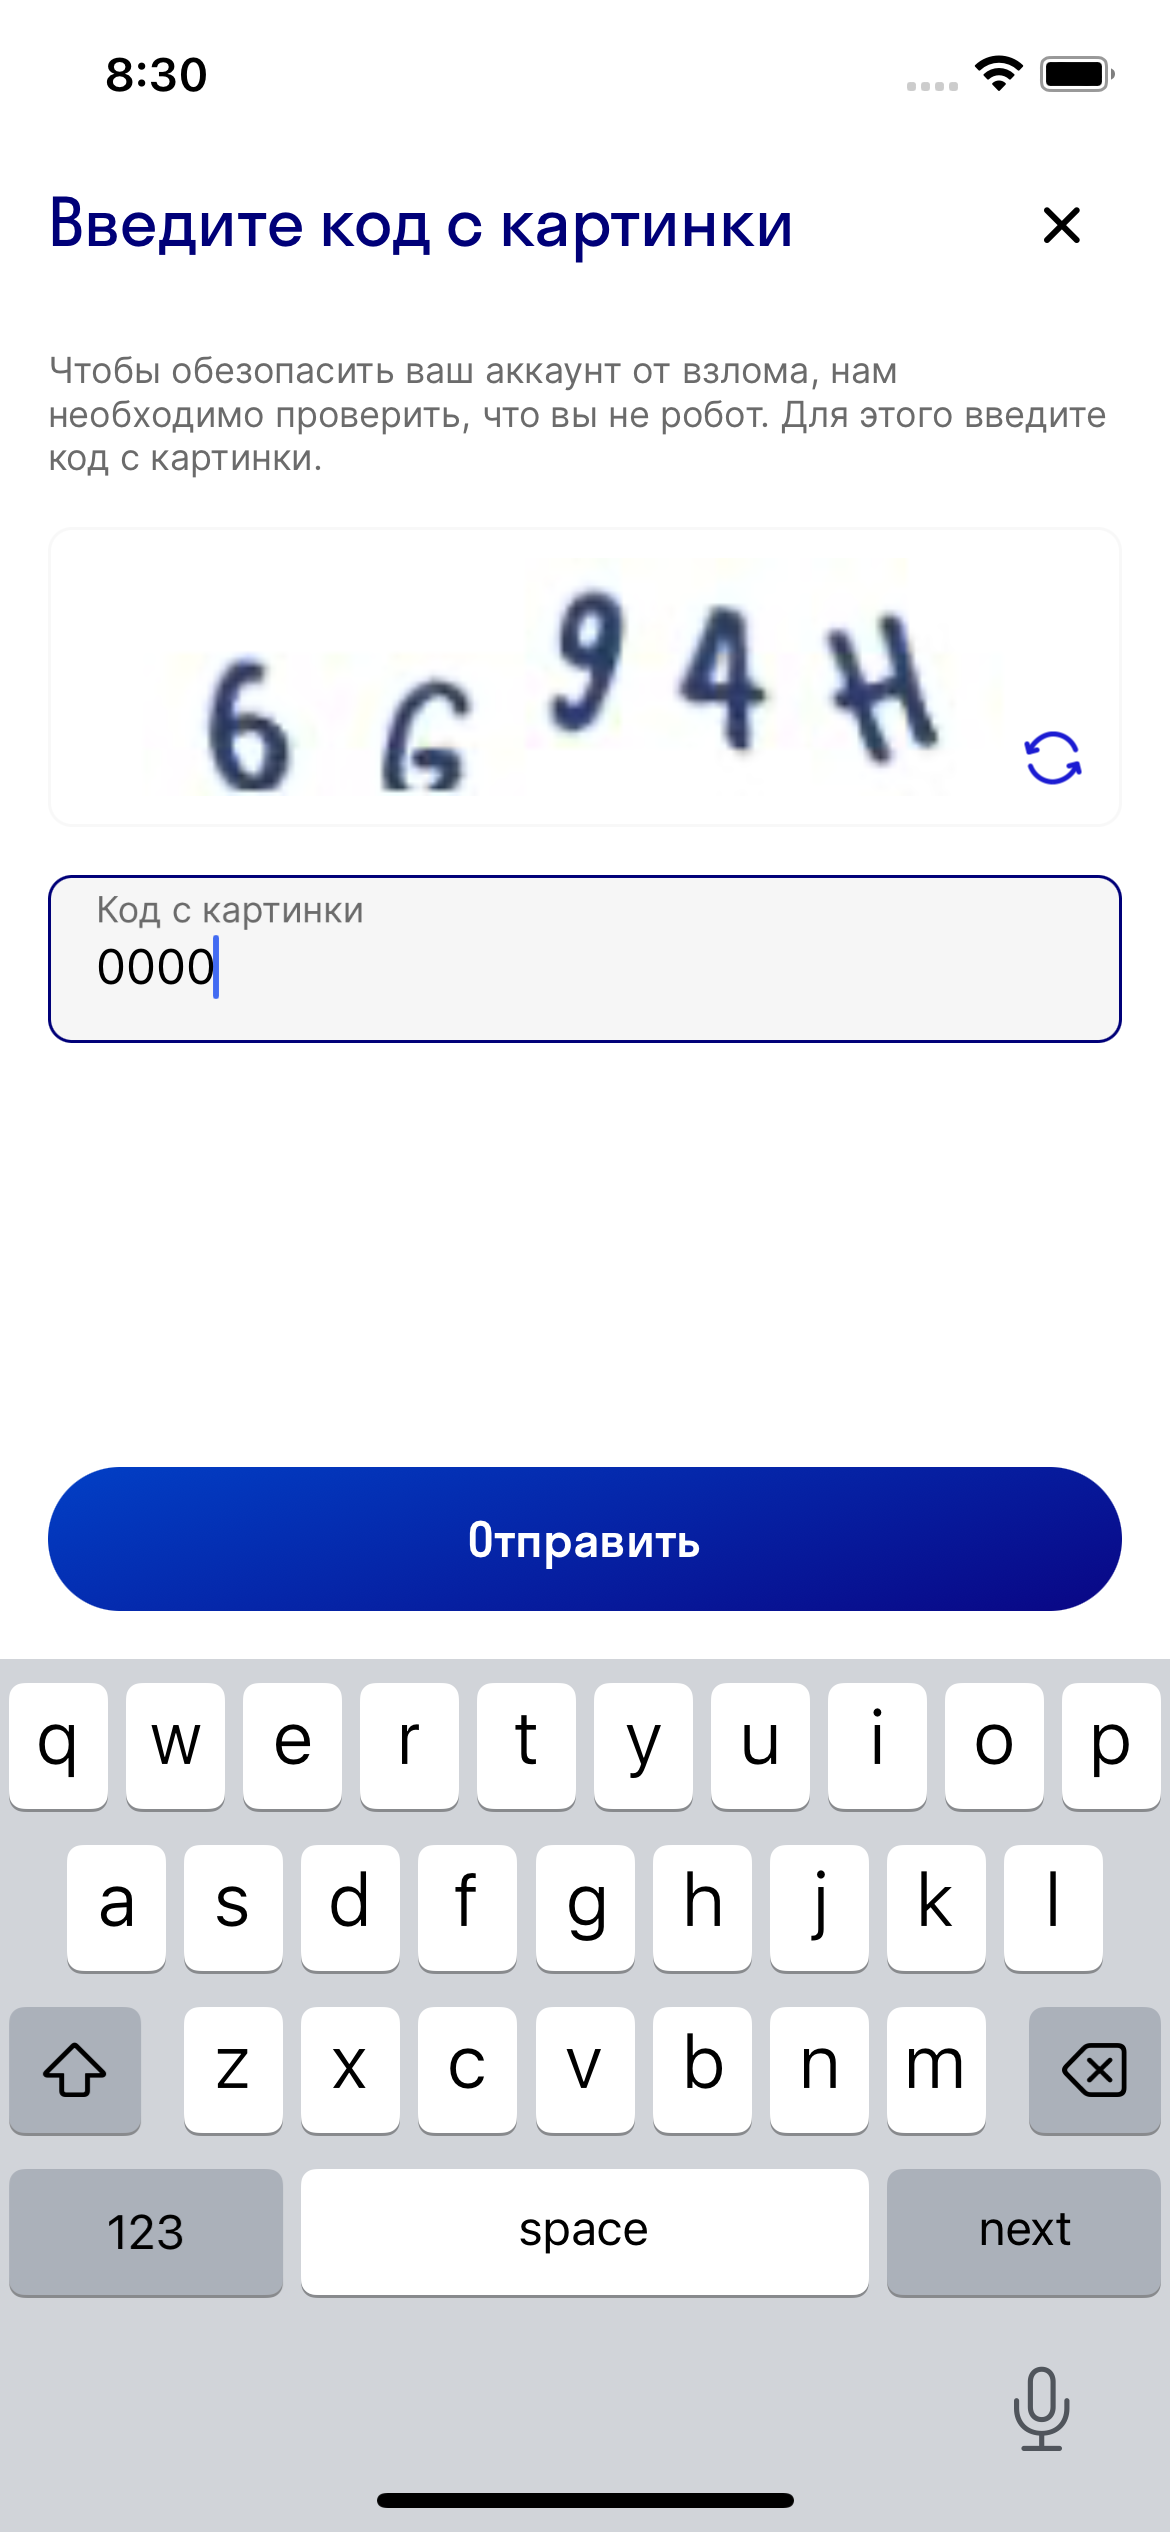 8:30
Введите код с картинки
Чтобы обезопасить ваш аккаунт от взлома, нам
необходимо проверить, что вы не робот. Для этого введите
код с картинки.
6 G 9 4 H
Код с картинки
0000
Отправить
q w e r t y u i o p
a s d f g h j k l
z x c v b n m
123 space next